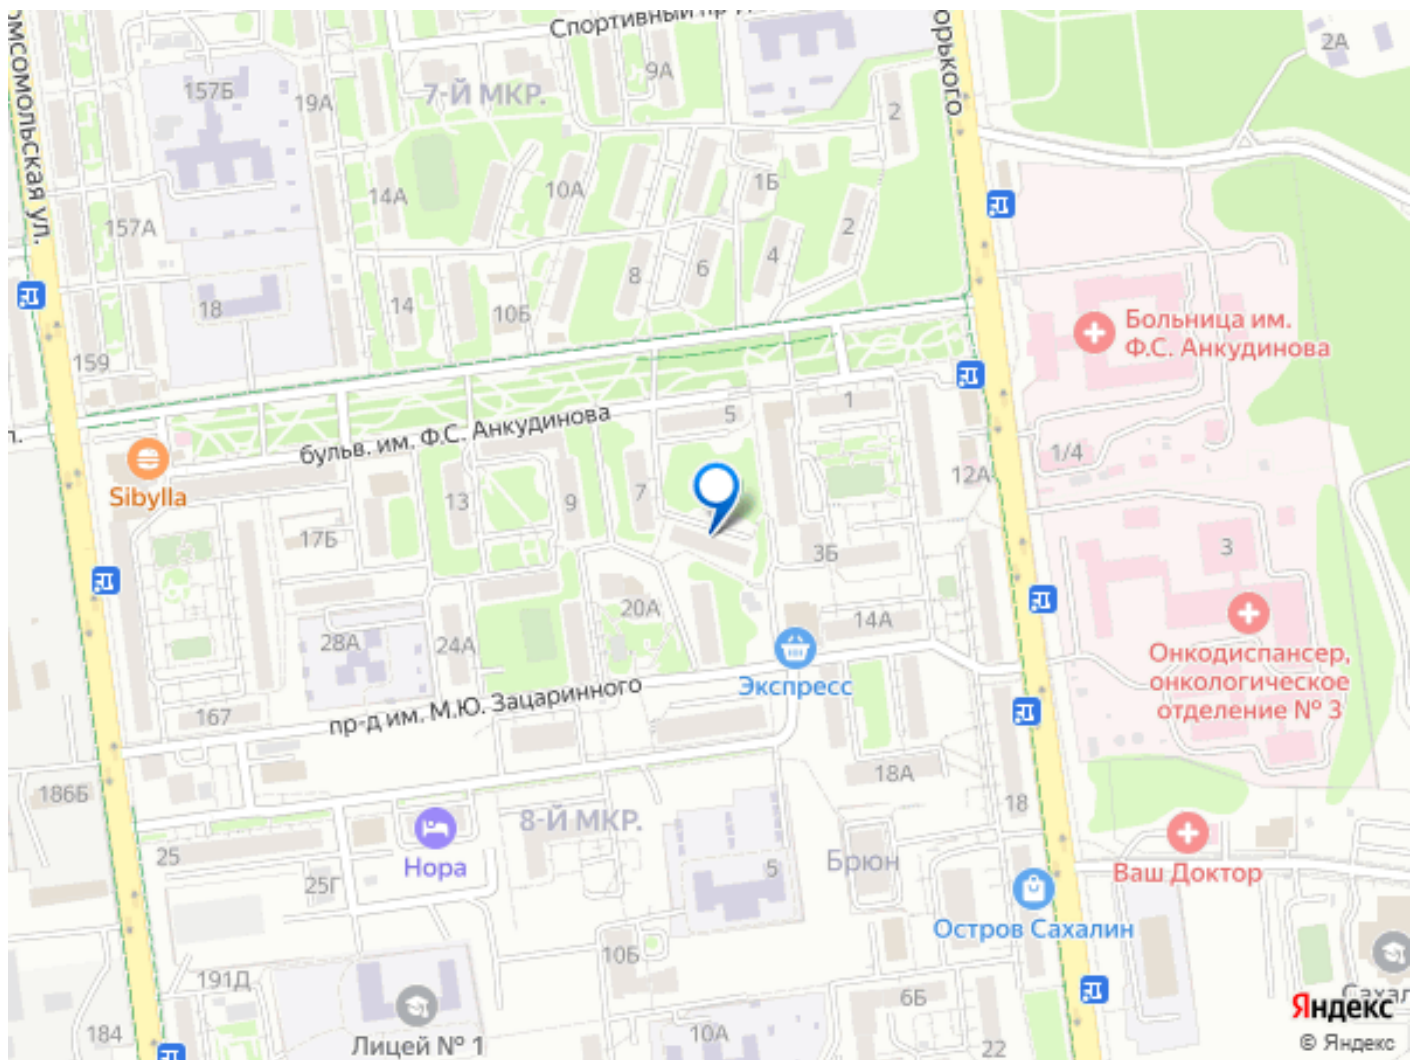 Спортивный пр-д
2А
9А
157Б
19А
7-Й МКР.
2
Комсомольская ул.
Горького
14А
10А
1Б
157А
2
8
6
4
18
14
10Б
159
Больница им.
Ф.С. Анкудинова
1
5
бульв. им. Ф.С. Анкудинова
Sibylla
1/4
12А
13
9
7
17Б
3Б
3
20А
14А
28А
24А
Экспресс
Онкодиспансер,
онкологическое
отделение № 3
пр-д им. М.Ю. Зацаринного
167
186Б
18А
18
8-Й МКР.
25
Нора
25Г
5
Брюн
Ваш Доктор
Остров Сахалин
10Б
191Д
6Б
184
Лицей № 1
10А
22
Сахал
Яндекс
© Яндекс